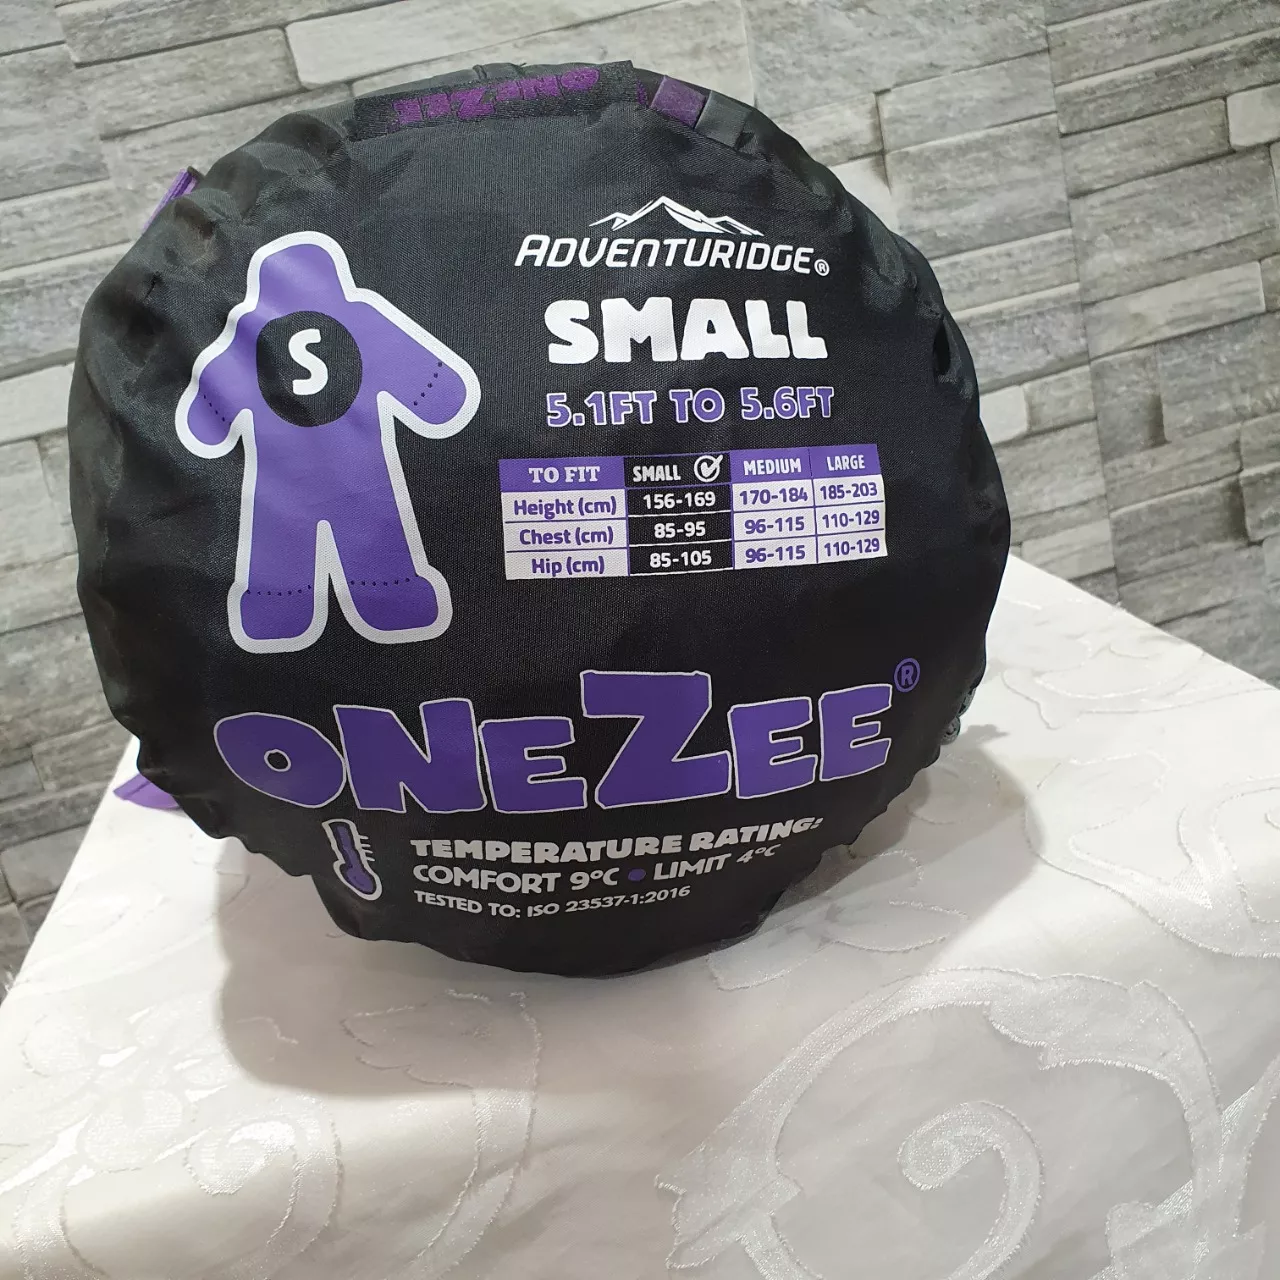 ONEZEE
ADVENTURIDGE®
SMALL
5.1FT TO 5.6FT
S
TO FIT SMALL MEDIUM LARGE
Height (cm) 156-169 170-184 185-203
Chest (cm) 85-95 96-115 110-129
Hip (cm) 85-105 96-115 110-129
ONEZEE®
TEMPERATURE RATING:
COMFORT 9°C • LIMIT 4°C
TESTED TO: ISO 23537-1:2016